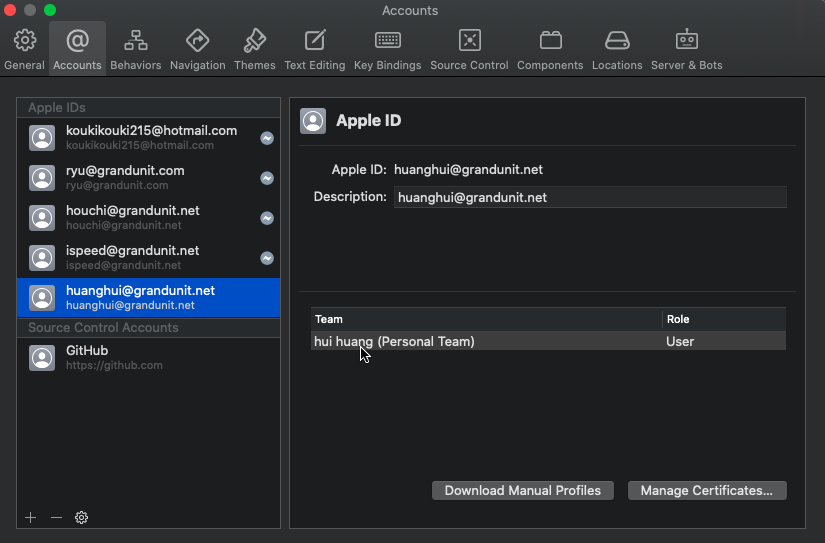 Accounts
General Accounts Behaviors Navigation Themes Text Editing Key Bindings Source Control Components Locations Server & Bots
Apple IDs
koukikouki215@hotmail.com
koukikouki215@hotmail.com
ryu@grandunit.com
ryu@grandunit.com
houchi@grandunit.net
houchi@grandunit.net
ispeed@grandunit.net
ispeed@grandunit.net
huanghui@grandunit.net
huanghui@grandunit.net
Source Control Accounts
GitHub
https://github.com
Apple ID
Apple ID: huanghui@grandunit.net
Description: huanghui@grandunit.net
Team Role
hui huang (Personal Team) User
Download Manual Profiles Manage Certificates...